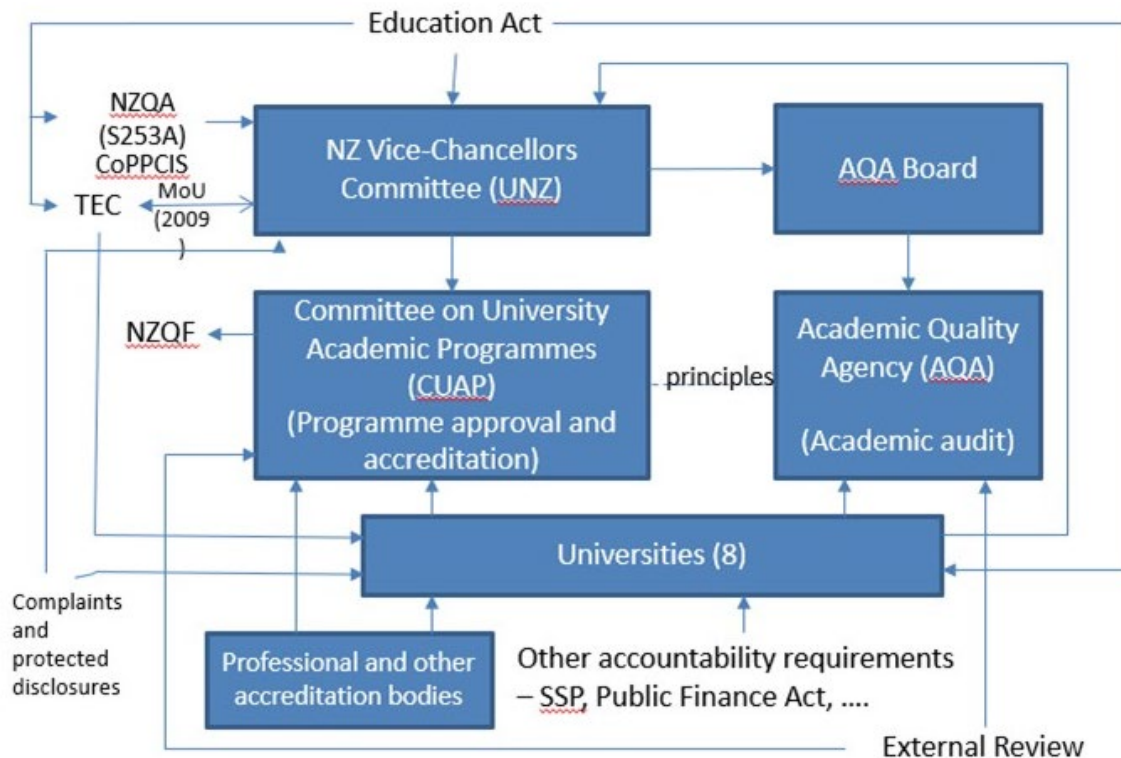 Education Act
NZQA
(S253A)
CoPPCIS
TEC
MoU
(2009
)
NZ Vice-Chancellors
Committee (UNZ)
AQA Board
NZQF
Committee on University
Academic Programmes
(CUAP)
(Programme approval and
accreditation)
principles
Academic Quality
Agency (AQA)
(Academic audit)
Universities (8)
Complaints
and
protected
disclosures
Professional and other
accreditation bodies
Other accountability requirements
– SSP, Public Finance Act, ....
External Review